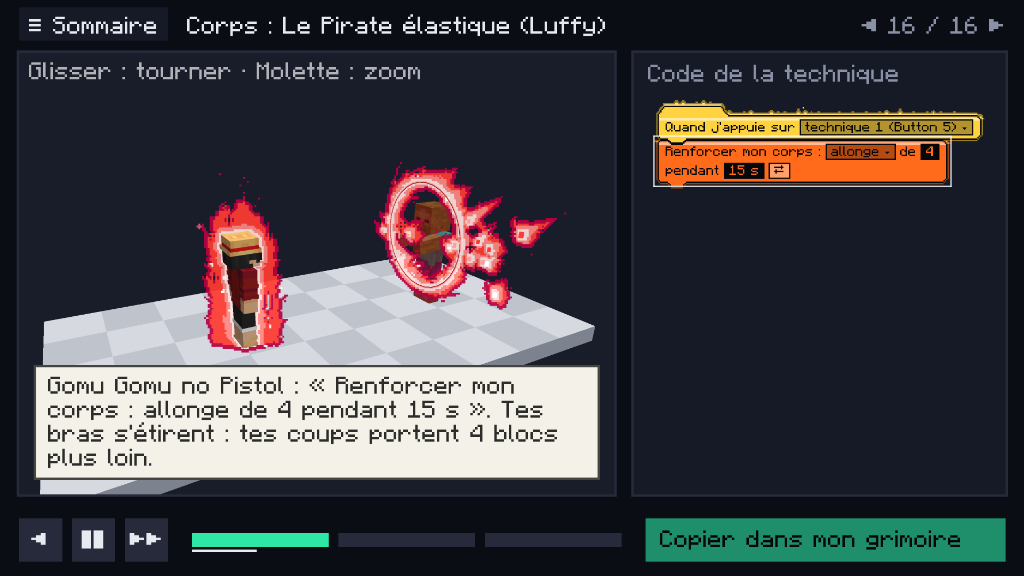 ≡ Sommaire
Corps : Le Pirate élastique (Luffy)
◄ 16 / 16 ►
Glisser : tourner · Molette : zoom
Code de la technique
Quand j'appuie sur technique 1 (Button 5)
Renforcer mon corps : allonge de 4
pendant 15 s ⇄
Gomu Gomu no Pistol : « Renforcer mon
corps : allonge de 4 pendant 15 s ». Tes
bras s'étirent : tes coups portent 4 blocs
plus loin.
Copier dans mon grimoire